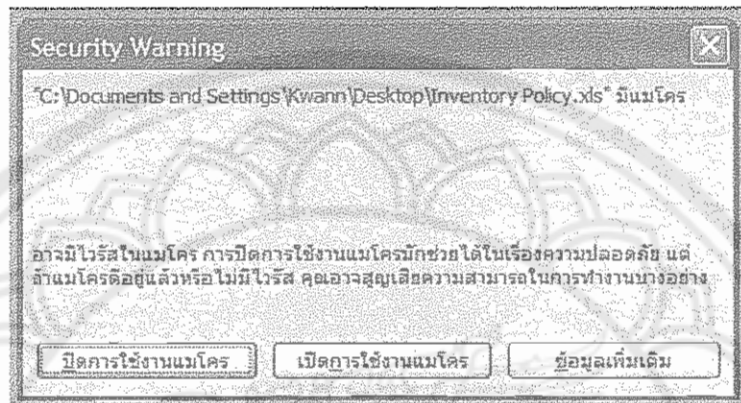 Security Warning
"C:\Documents and Settings\Kwann\Desktop\Inventory Policy.xls" มีแมโคร
อาจมีไวรัสในแมโคร การปิดการใช้งานแมโครมักช่วยได้ในเรื่องความปลอดภัย แต่
ถ้าแมโครดีอยู่แล้วหรือไม่มีไวรัส คุณอาจสูญเสียความสามารถในการทำงานบางอย่าง
ปิดการใช้งานแมโคร
เปิดการใช้งานแมโคร
ข้อมูลเพิ่มเติม